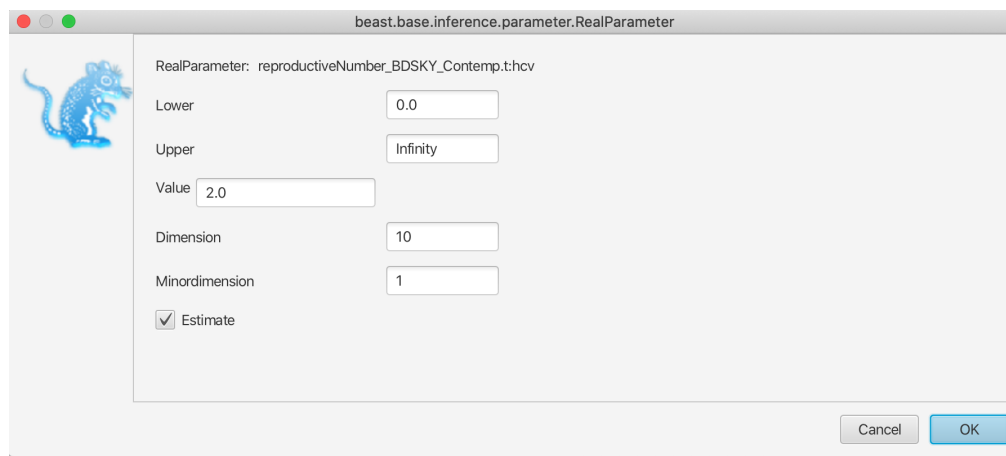 beast.base.inference.parameter.RealParameter
RealParameter: reproductiveNumber_BDSKY_Contemp.t:hcv
Lower 0.0
Upper Infinity
Value 2.0
Dimension 10
Minordimension 1
Estimate
Cancel OK